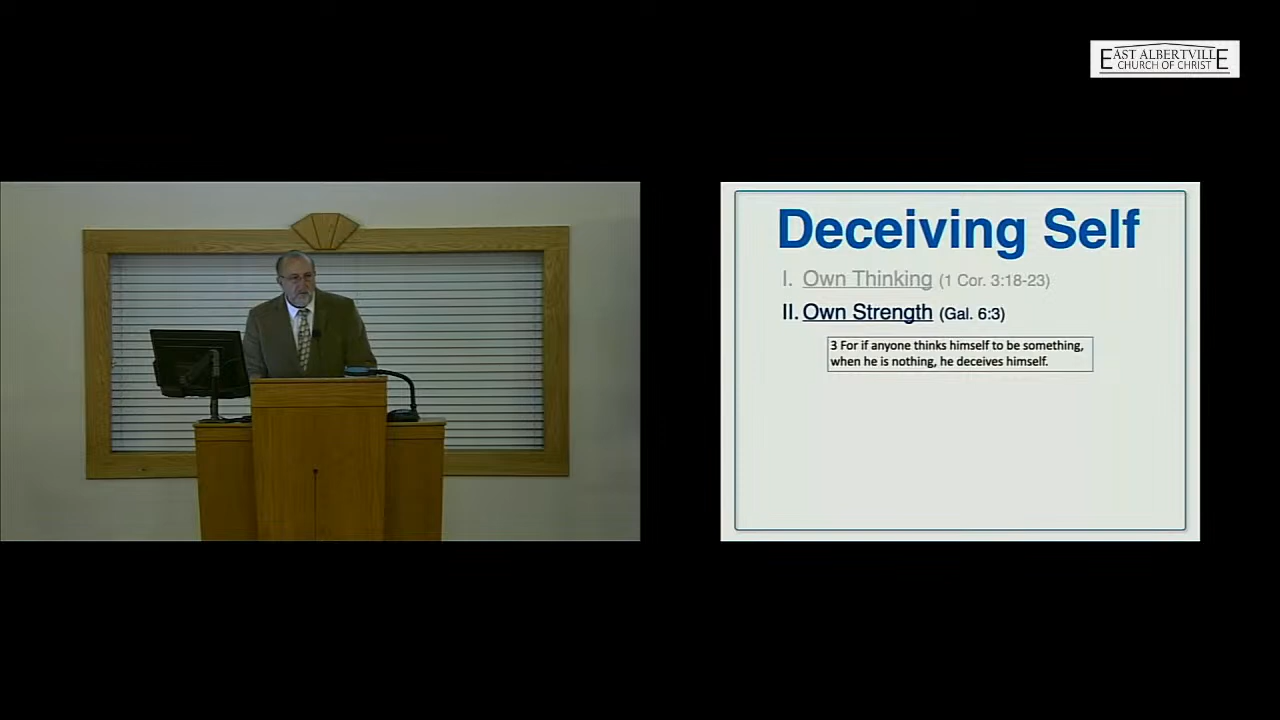 EAST ALBERTVILLE
CHURCH OF CHRIST
Deceiving Self
I. Own Thinking (1 Cor. 3:18-23)
II. Own Strength (Gal. 6:3)
3 For if anyone thinks himself to be something,
when he is nothing, he deceives himself.